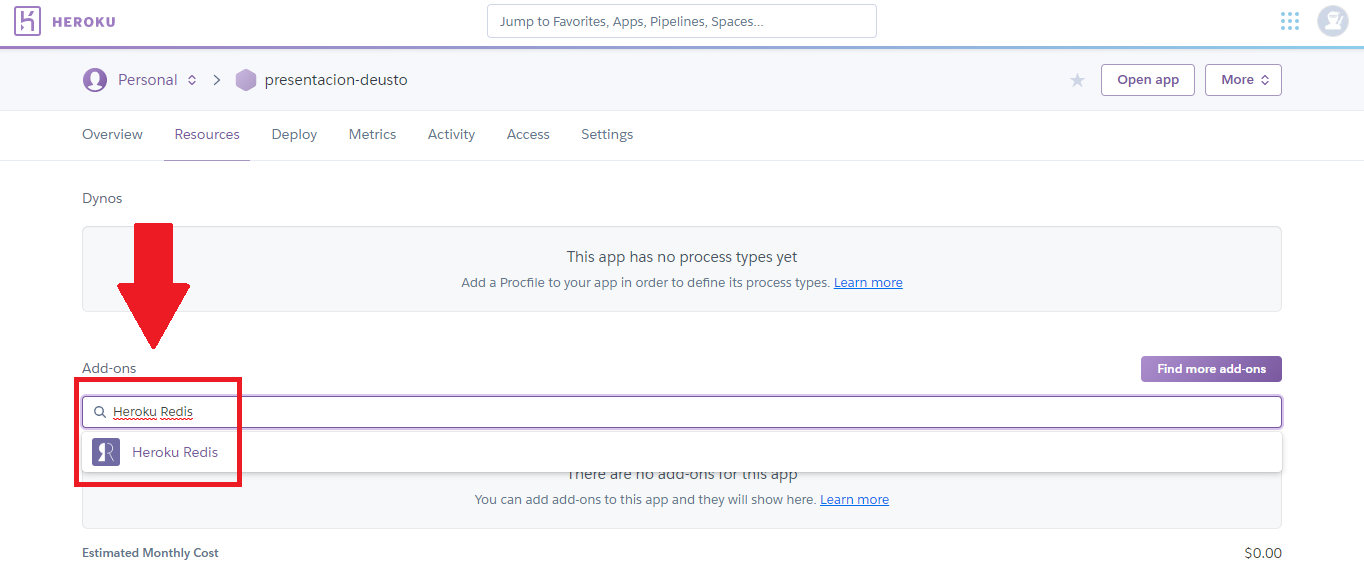 HEROKU
Jump to Favorites, Apps, Pipelines, Spaces...
Personal > presentacion-deusto
Open app
More
Overview Resources Deploy Metrics Activity Access Settings
Dynos
This app has no process types yet
Add a Procfile to your app in order to define its process types. Learn more
Add-ons
Find more add-ons
Heroku Redis
Heroku Redis
There are no add-ons for this app
You can add add-ons to this app and they will show here. Learn more
Estimated Monthly Cost $0.00